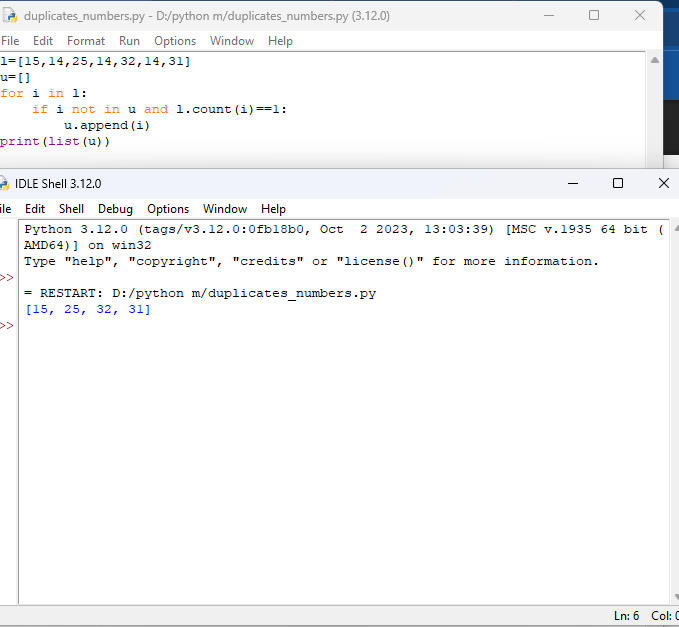 duplicates_numbers.py - D:/python m/duplicates_numbers.py (3.12.0)
File Edit Format Run Options Window Help
l=[15,14,25,14,32,14,31]
u=[]
for i in l:
    if i not in u and l.count(i)==1:
        u.append(i)
print(list(u))
IDLE Shell 3.12.0
ile Edit Shell Debug Options Window Help
Python 3.12.0 (tags/v3.12.0:0fb18b0, Oct  2 2023, 13:03:39) [MSC v.1935 64 bit (
AMD64)] on win32
Type "help", "copyright", "credits" or "license()" for more information.
>>
= RESTART: D:/python m/duplicates_numbers.py
[15, 25, 32, 31]
>>
Ln: 6 Col: 0